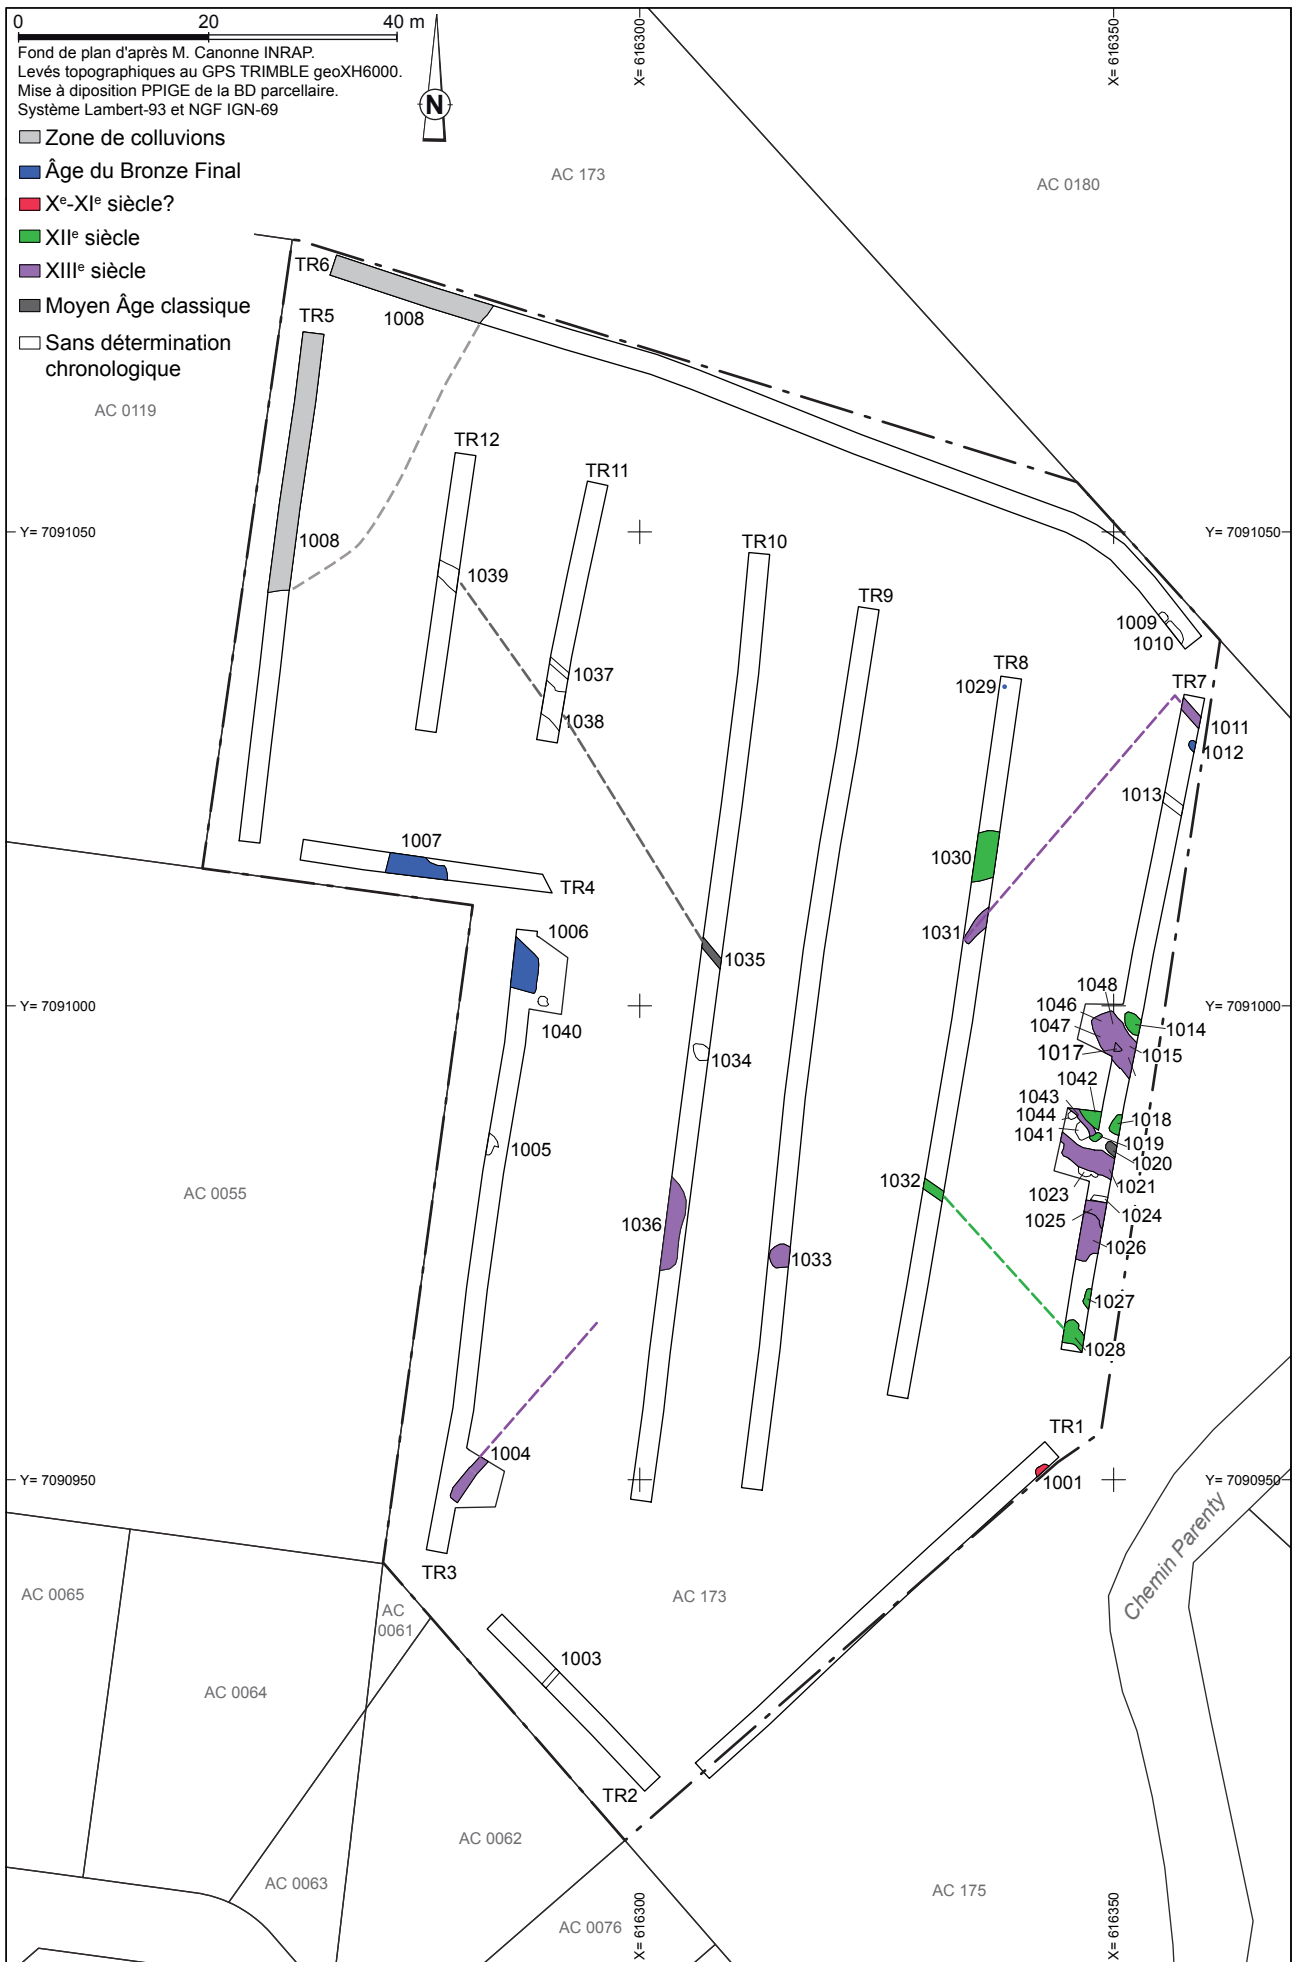 0 20 40 m
Fond de plan d'après M. Canonne INRAP.
Levés topographiques au GPS TRIMBLE geoXH6000.
Mise à diposition PPIGE de la BD parcellaire.
Système Lambert-93 et NGF IGN-69
N
Zone de colluvions
Âge du Bronze Final
Xe-XIe siècle?
XIIe siècle
XIIIe siècle
Moyen Âge classique
Sans détermination
chronologique
X= 616300
X= 616350
AC 173
AC 0180
TR6
1008
TR5
AC 0119
TR12
TR11
Y= 7091050
Y= 7091050
1008
TR10
1039
TR9
1009
1010
TR8
1029
TR7
1037
1038
1011
1012
1013
1007
TR4
1030
1006
1031
1035
1048
1046
1047
1017
1014
1015
Y= 7091000
Y= 7091000
1040
1034
1042
1043
1044
1041
1018
1019
1020
1021
1005
1032
AC 0055
1023
1024
1025
1026
1036
1033
1027
1028
TR1
1004
1001
Y= 7090950
Y= 7090950
Chemin Parenty
TR3
AC 0065
AC
0061
AC 173
1003
AC 0064
TR2
AC 0062
AC 0063
AC 175
AC 0076
X= 616300
X= 616350